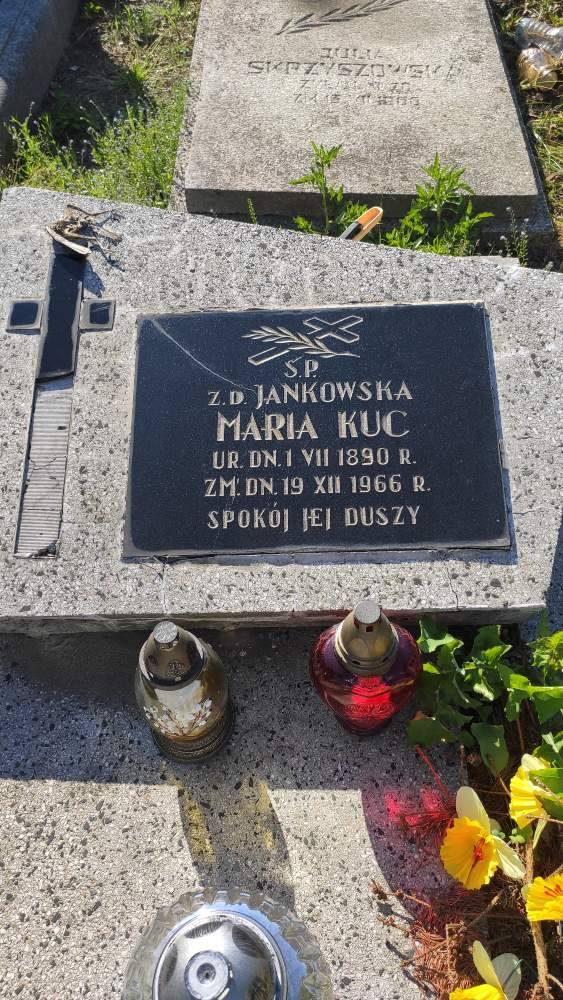 JULIA
SKRZYSZOWSKA
Ś.P.
Z.D. JANKOWSKA
MARIA KUC
UR. DN. 1 VII 1890 R.
ZM. DN. 19 XII 1966 R.
SPOKÓJ JEJ DUSZY